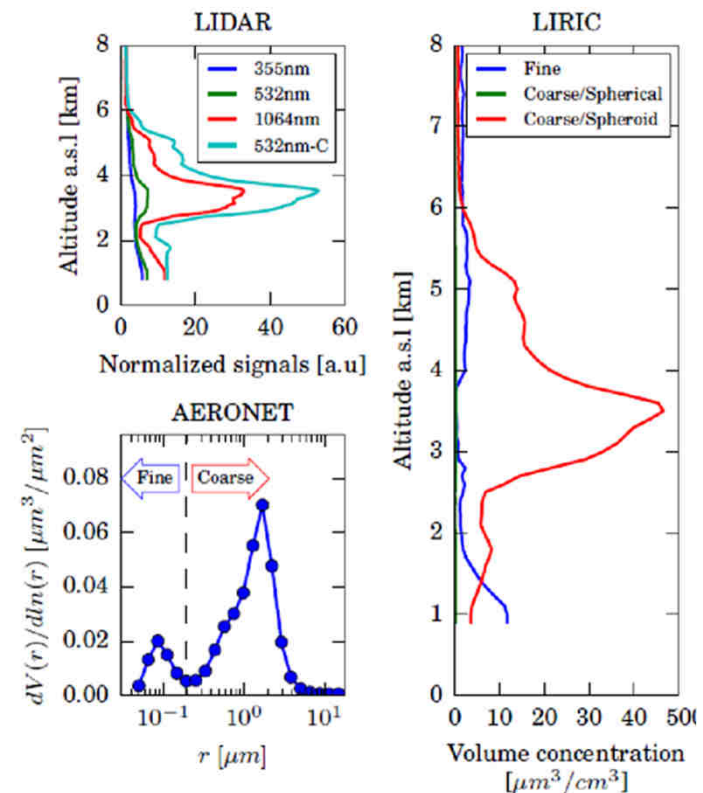 LIDAR
8
6
4
2
0
Altitude a.s.l [km]
355nm
532nm
1064nm
532nm-C
0 20 40 60
Normalized signals [a.u]
AERONET
dV(r)/dln(r) [μm³/μm²]
0.08
0.06
0.04
0.02
0.00
Fine
Coarse
10⁻¹ 10⁰ 10¹
r [μm]
LIRIC
8
7
6
5
4
3
2
1
0
Altitude a.s.l [km]
Fine
Coarse/Spherical
Coarse/Spheroid
0 10 20 30 40 500
Volume concentration
[μm³/cm³]